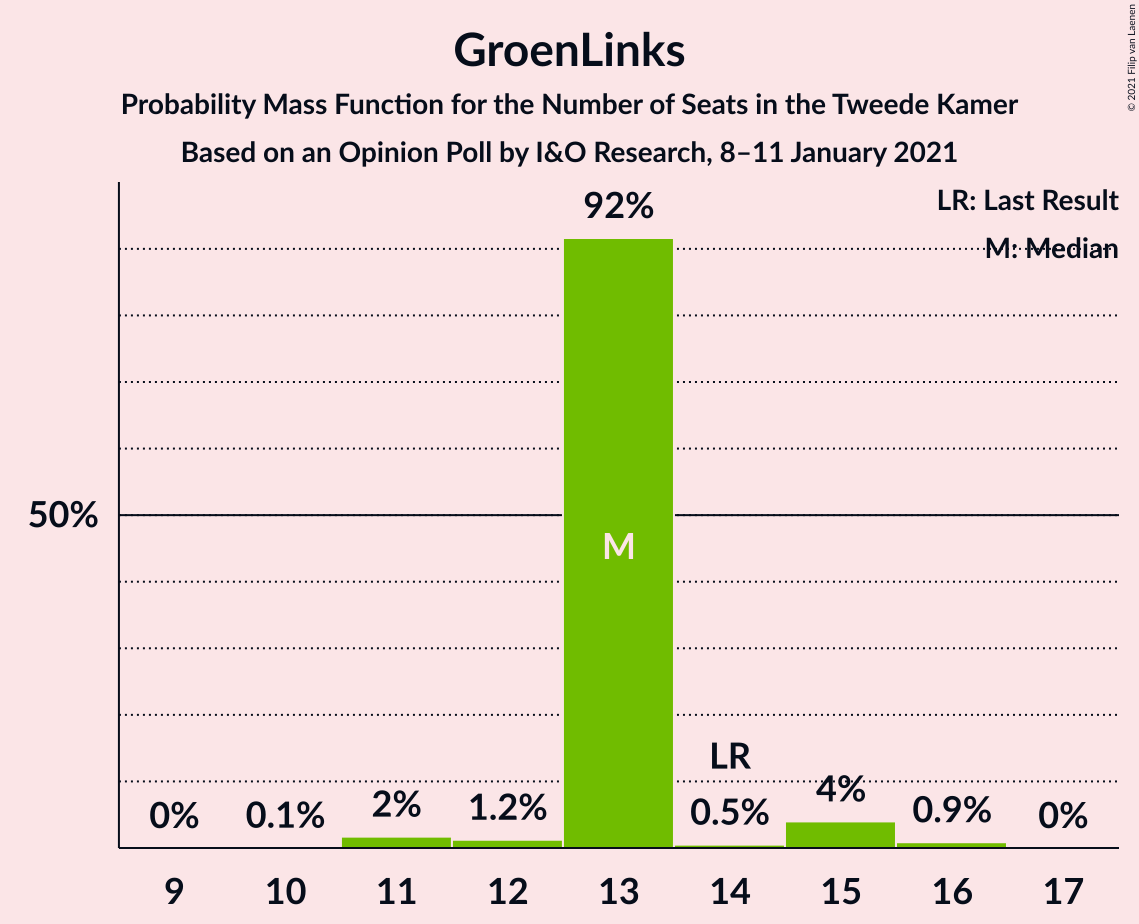 GroenLinks
Probability Mass Function for the Number of Seats in the Tweede Kamer
Based on an Opinion Poll by I&O Research, 8–11 January 2021
© 2021 Filip van Laenen
LR: Last Result
M: Median
92%
50%
M
LR
0%
0.1%
2%
1.2%
0.5%
4%
0.9%
0%
9 10 11 12 13 14 15 16 17